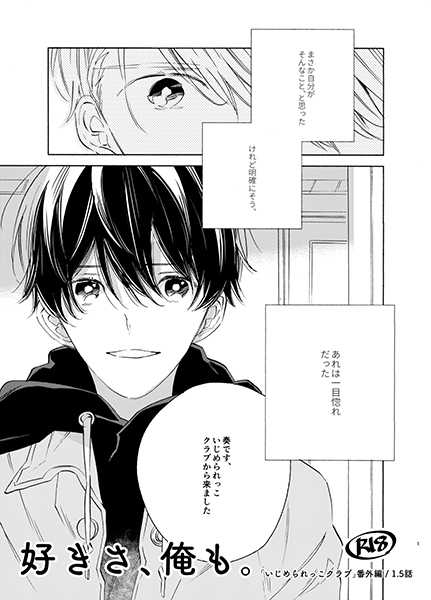 まさか自分が
そんなこと、と思った
けれど明確にそう、
あれは一目惚れ
だった
奏です、
いじめられっこ
クラブから来ました
R18
好きさ、俺も。
「いじめられっこクラブ」番外編 / 1.5話